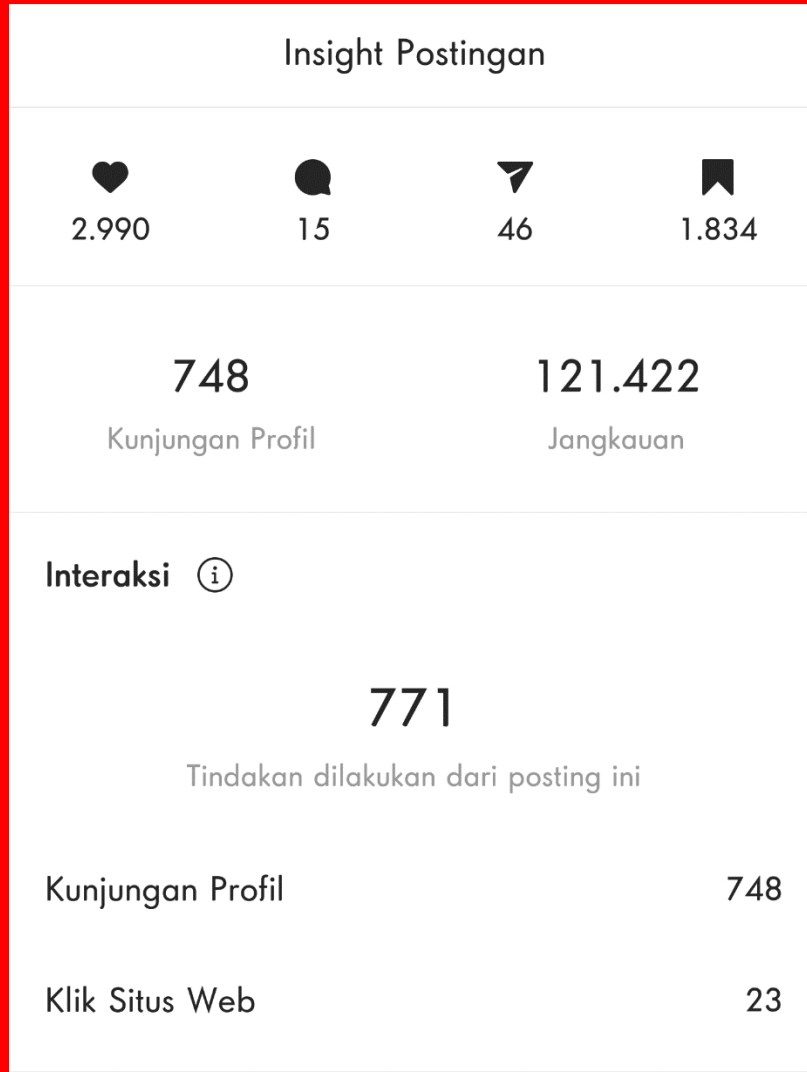 Insight Postingan
2.990 15 46 1.834
748 121.422
Kunjungan Profil Jangkauan
Interaksi
771
Tindakan dilakukan dari posting ini
Kunjungan Profil 748
Klik Situs Web 23